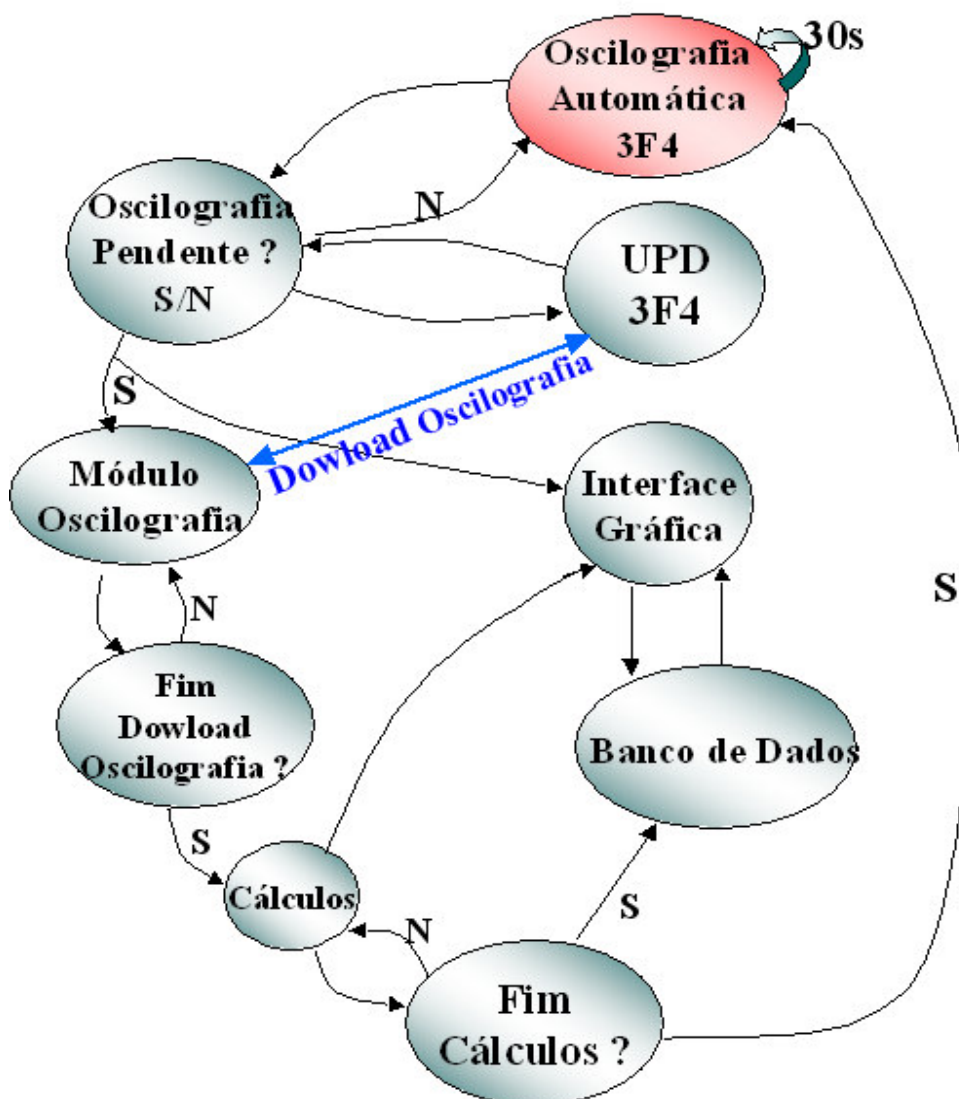 Oscilografia
Automática
3F4
30s
Oscilografia
Pendente ?
S/N
N
UPD
3F4
S
Dowload Oscilografia
Módulo
Oscilografia
Interface
Gráfica
N
S
Fim
Dowload
Oscilografia ?
Banco de Dados
S
Cálculos
N
S
Fim
Cálculos ?